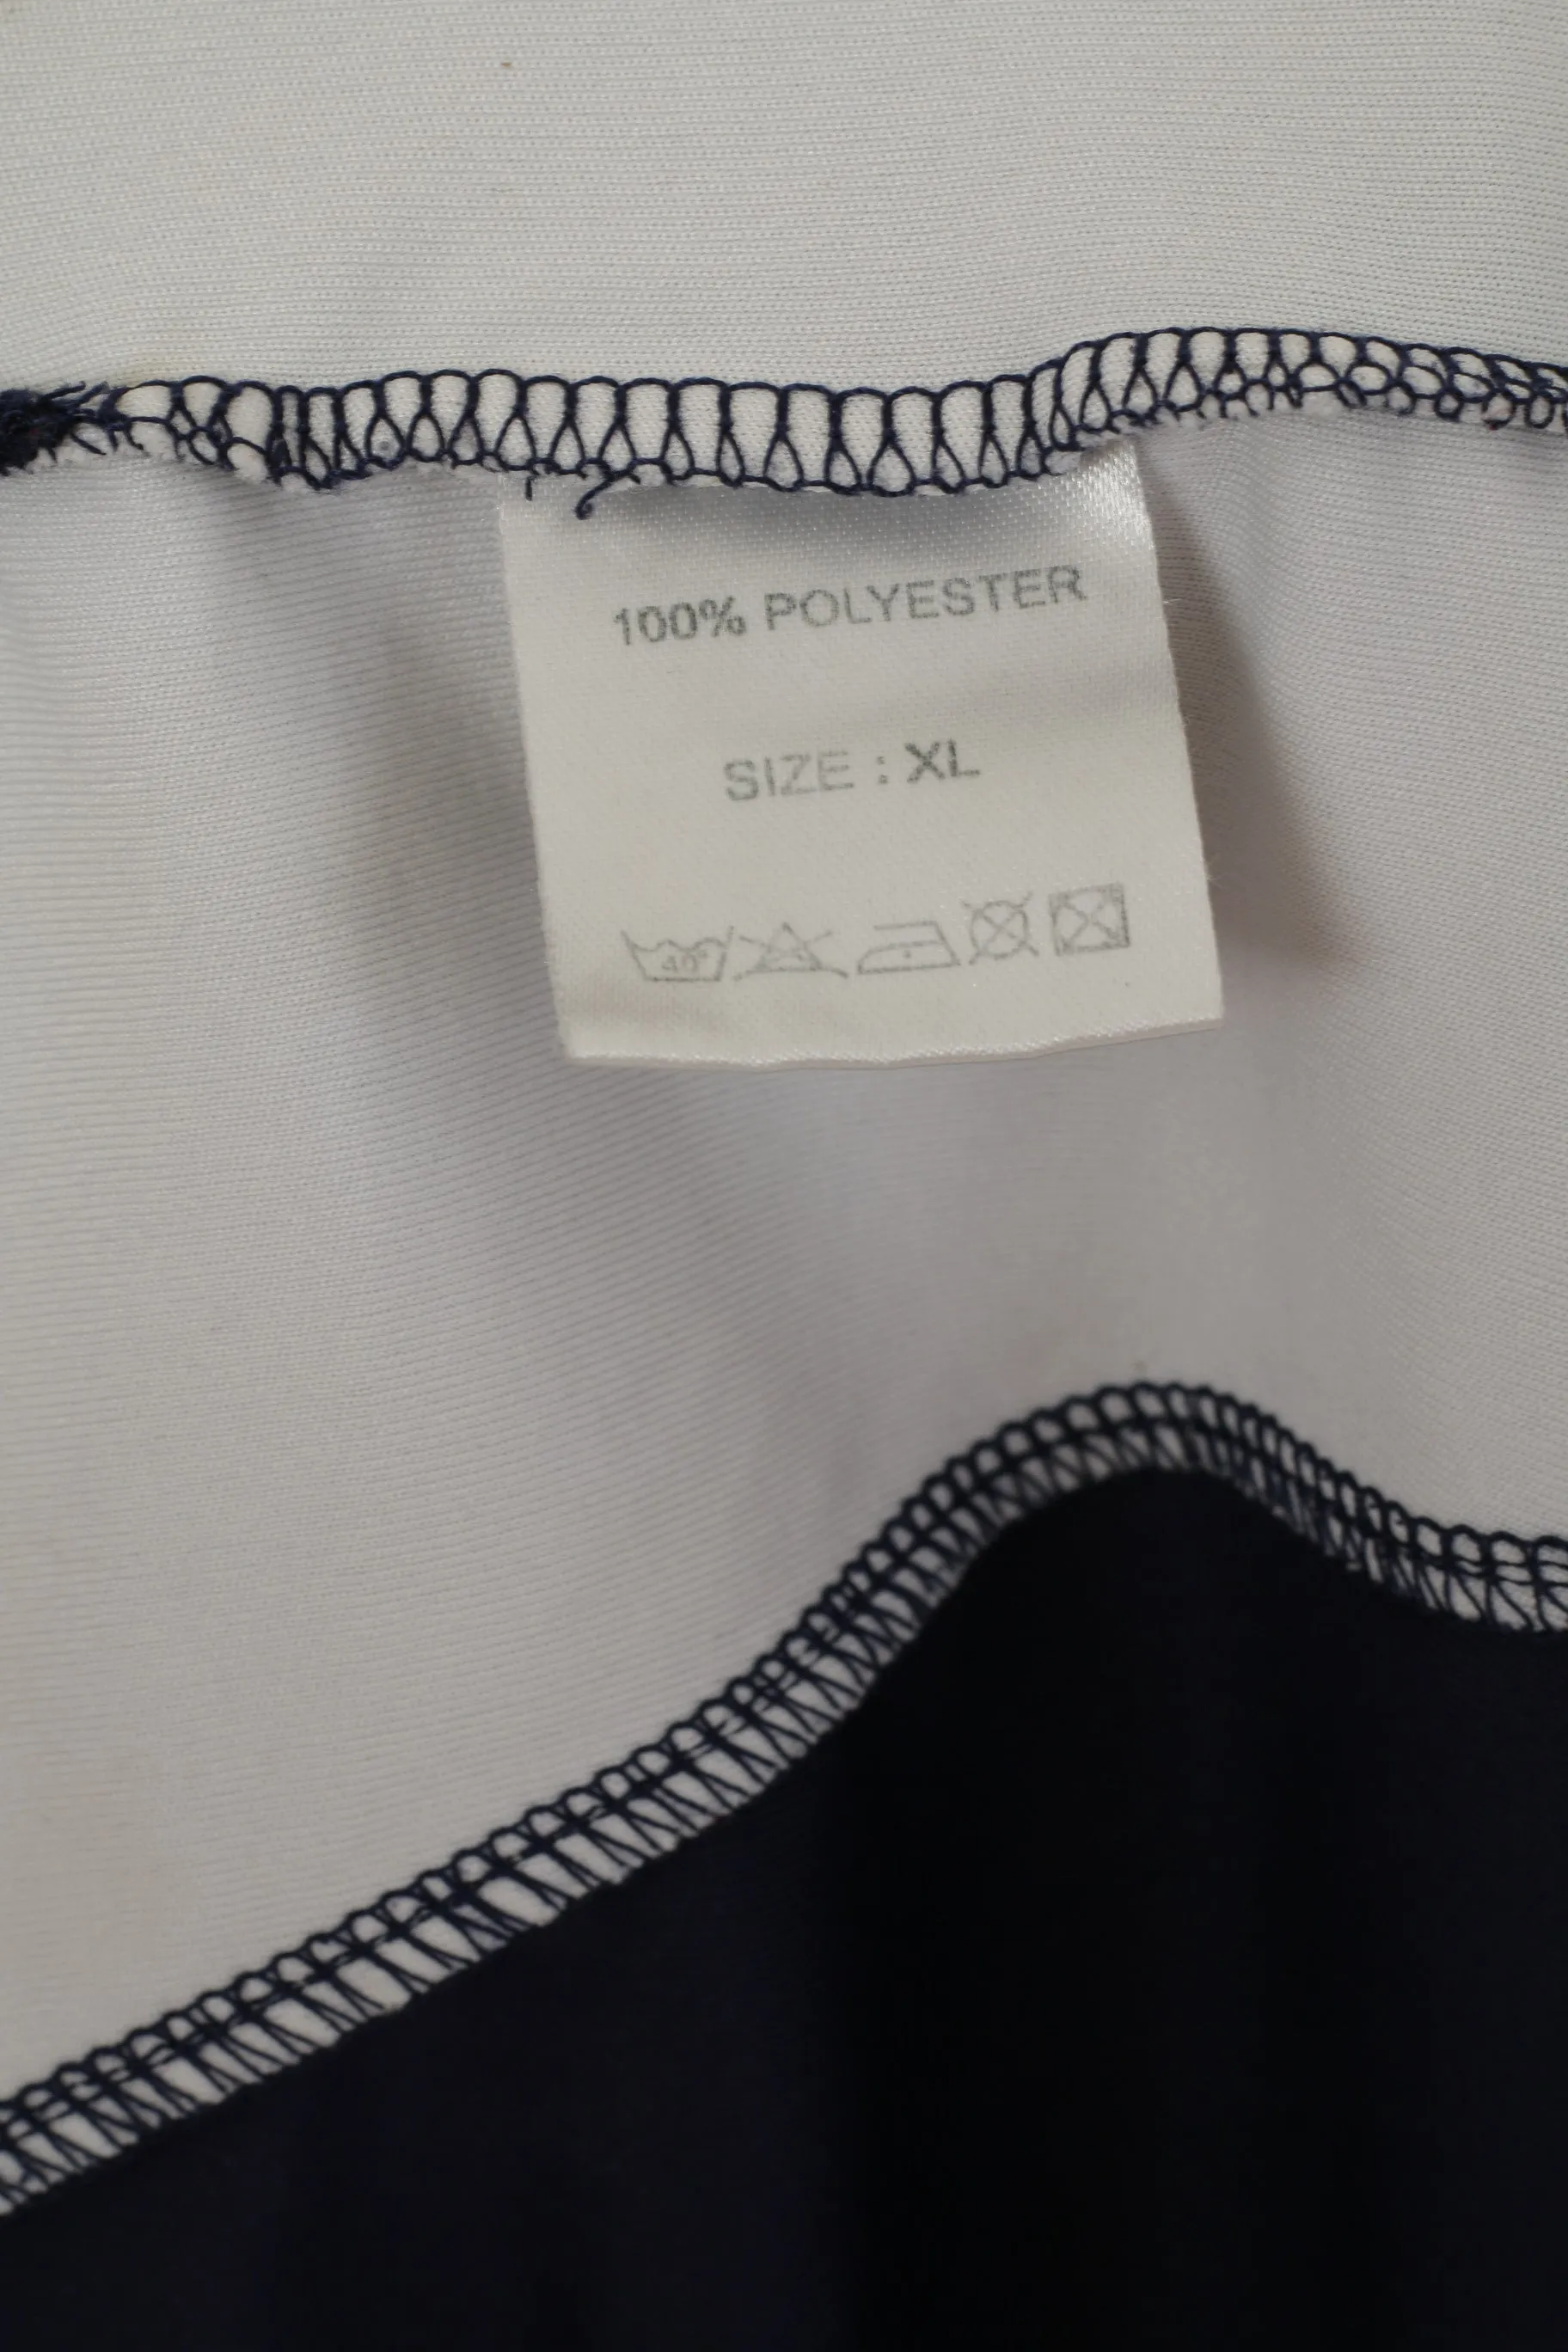 100% POLYESTER
SIZE : XL
40°